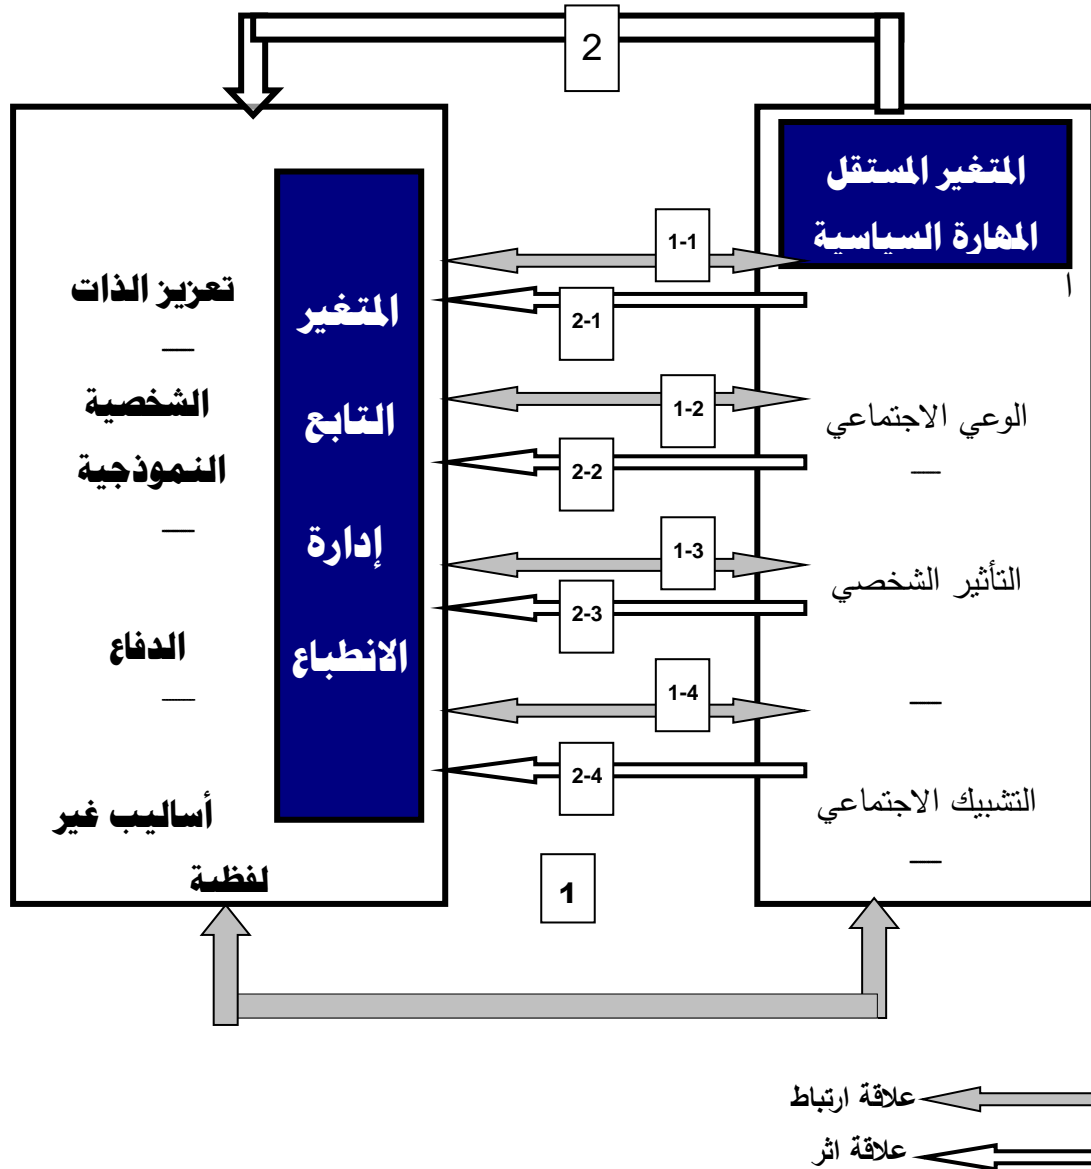 2
المتغير المستقل
المهارة السياسية
ا
الوعي الاجتماعي
التأثير الشخصي
التشبيك الاجتماعي
1-1
2-1
1-2
2-2
1-3
2-3
1-4
2-4
المتغير
التابع
إدارة
الانطباع
تعزيز الذات
الشخصية
النموذجية
الدفاع
أساليب غير
لفظية
1
علاقة ارتباط
علاقة اثر